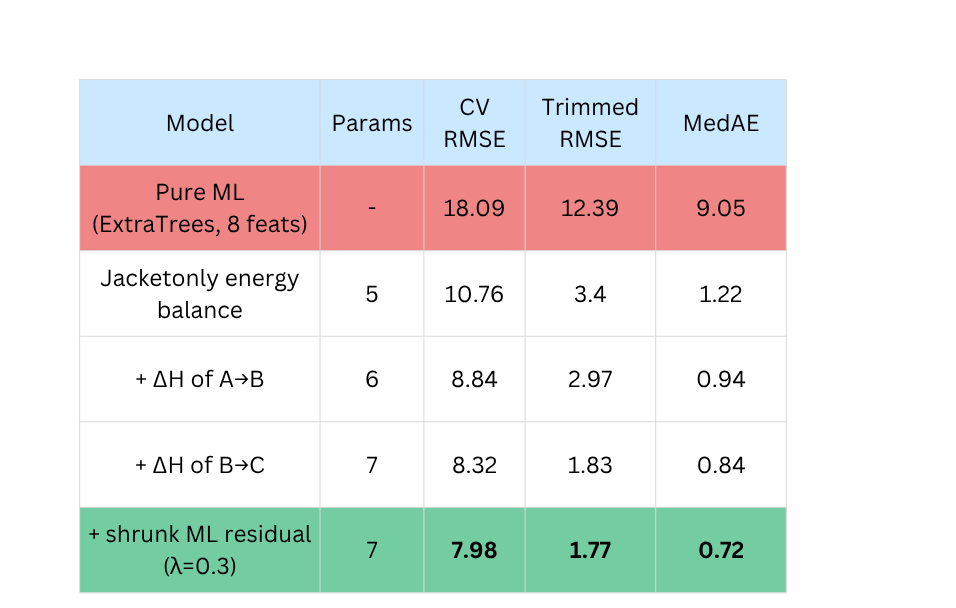 Model Params CV RMSE Trimmed RMSE MedAE
Pure ML (ExtraTrees, 8 feats) - 18.09 12.39 9.05
Jacketonly energy balance 5 10.76 3.4 1.22
+ ΔH of A→B 6 8.84 2.97 0.94
+ ΔH of B→C 7 8.32 1.83 0.84
+ shrunk ML residual (λ=0.3) 7 7.98 1.77 0.72